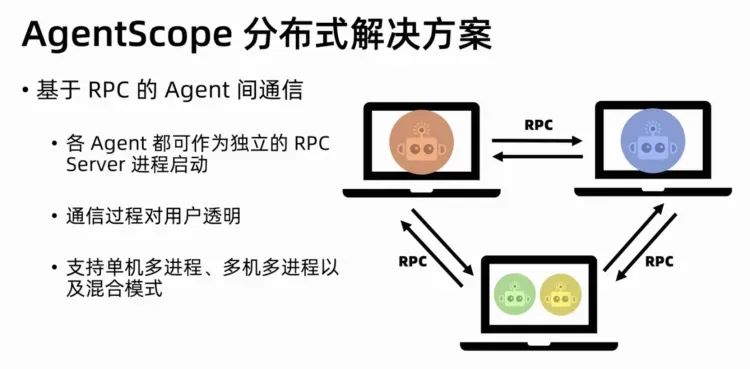 AgentScope 分布式解决方案
• 基于 RPC 的 Agent 间通信
• 各 Agent 都可作为独立的 RPC
Server 进程启动
• 通信过程对用户透明
• 支持单机多进程、多机多进程以
及混合模式
RPC
RPC
RPC